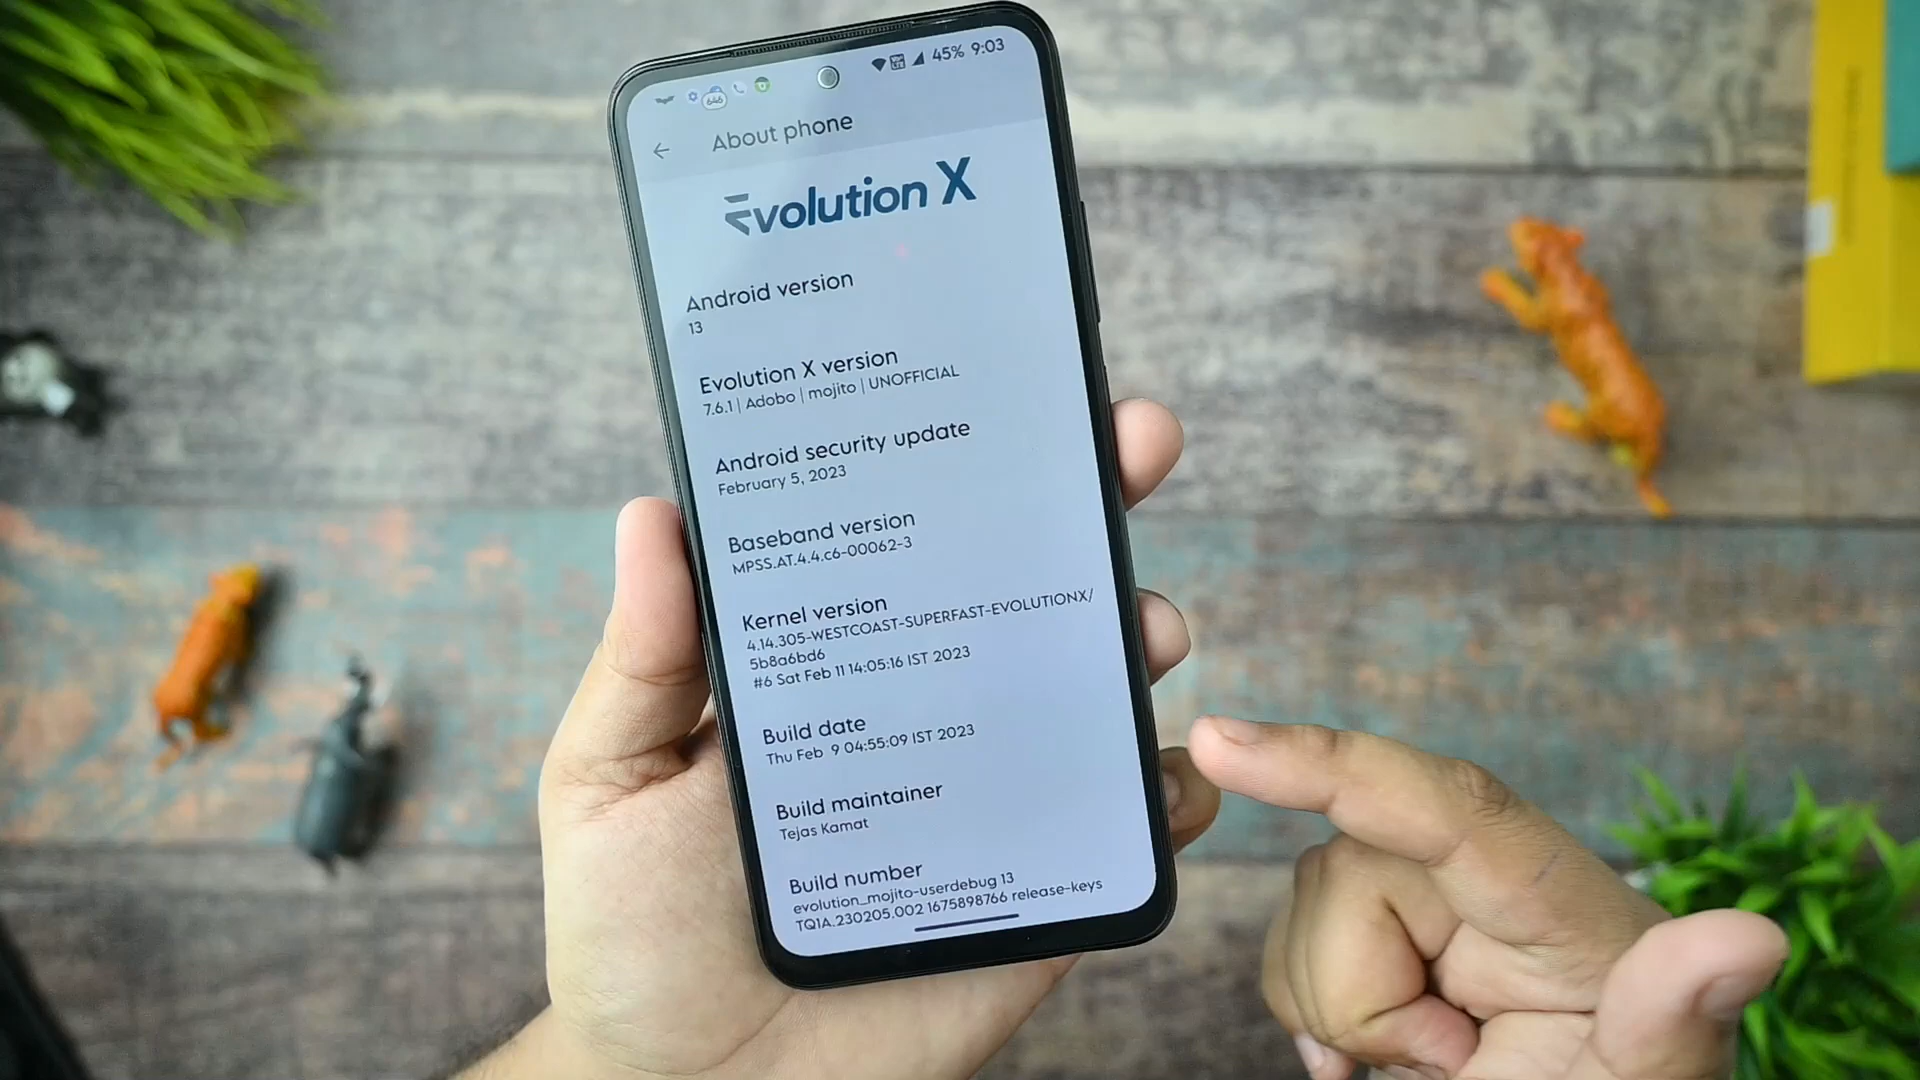 646
45% 9:03
About phone
Evolution X
Android version
13
Evolution X version
7.6.1 | Adobo | mojito | UNOFFICIAL
Android security update
February 5, 2023
Baseband version
MPSS.AT.4.4.c6-00062-3
Kernel version
4.14.305-WESTCOAST-SUPERFAST-EVOLUTIONX/
5b8a6bd6
#6 Sat Feb 11 14:05:16 IST 2023
Build date
Thu Feb 9 04:55:09 IST 2023
Build maintainer
Tejas Kamat
Build number
evolution_mojito-userdebug 13
TQ1A.230205.002 1675898766 release-keys